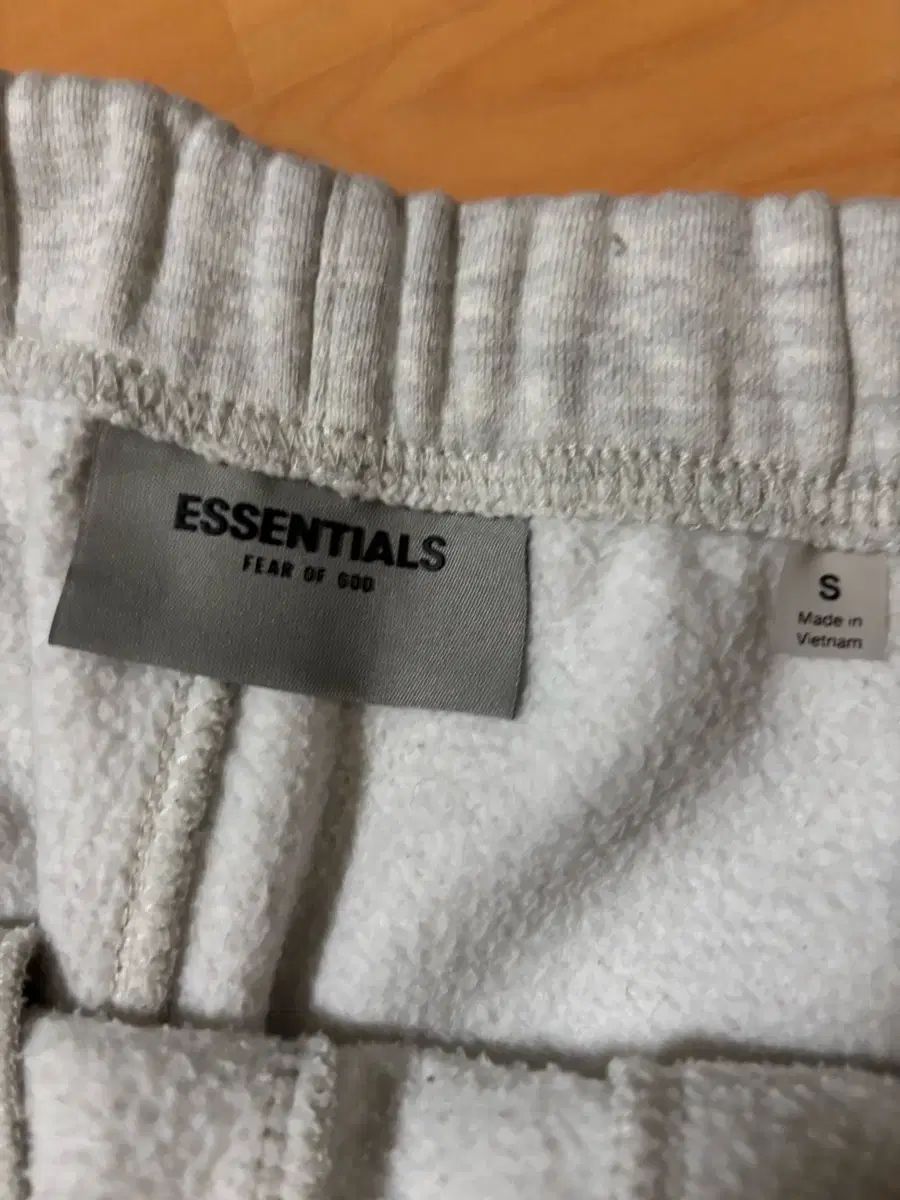 ESSENTIALS
FEAR OF GOD
S
Made in
Vietnam